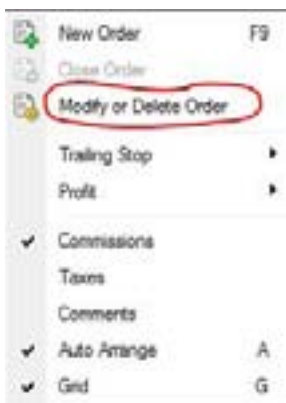 New Order F9
Close Order
Modify or Delete Order
Trailing Stop
Profit
Commissions
Taxes
Comments
Auto Arrange A
Grid G